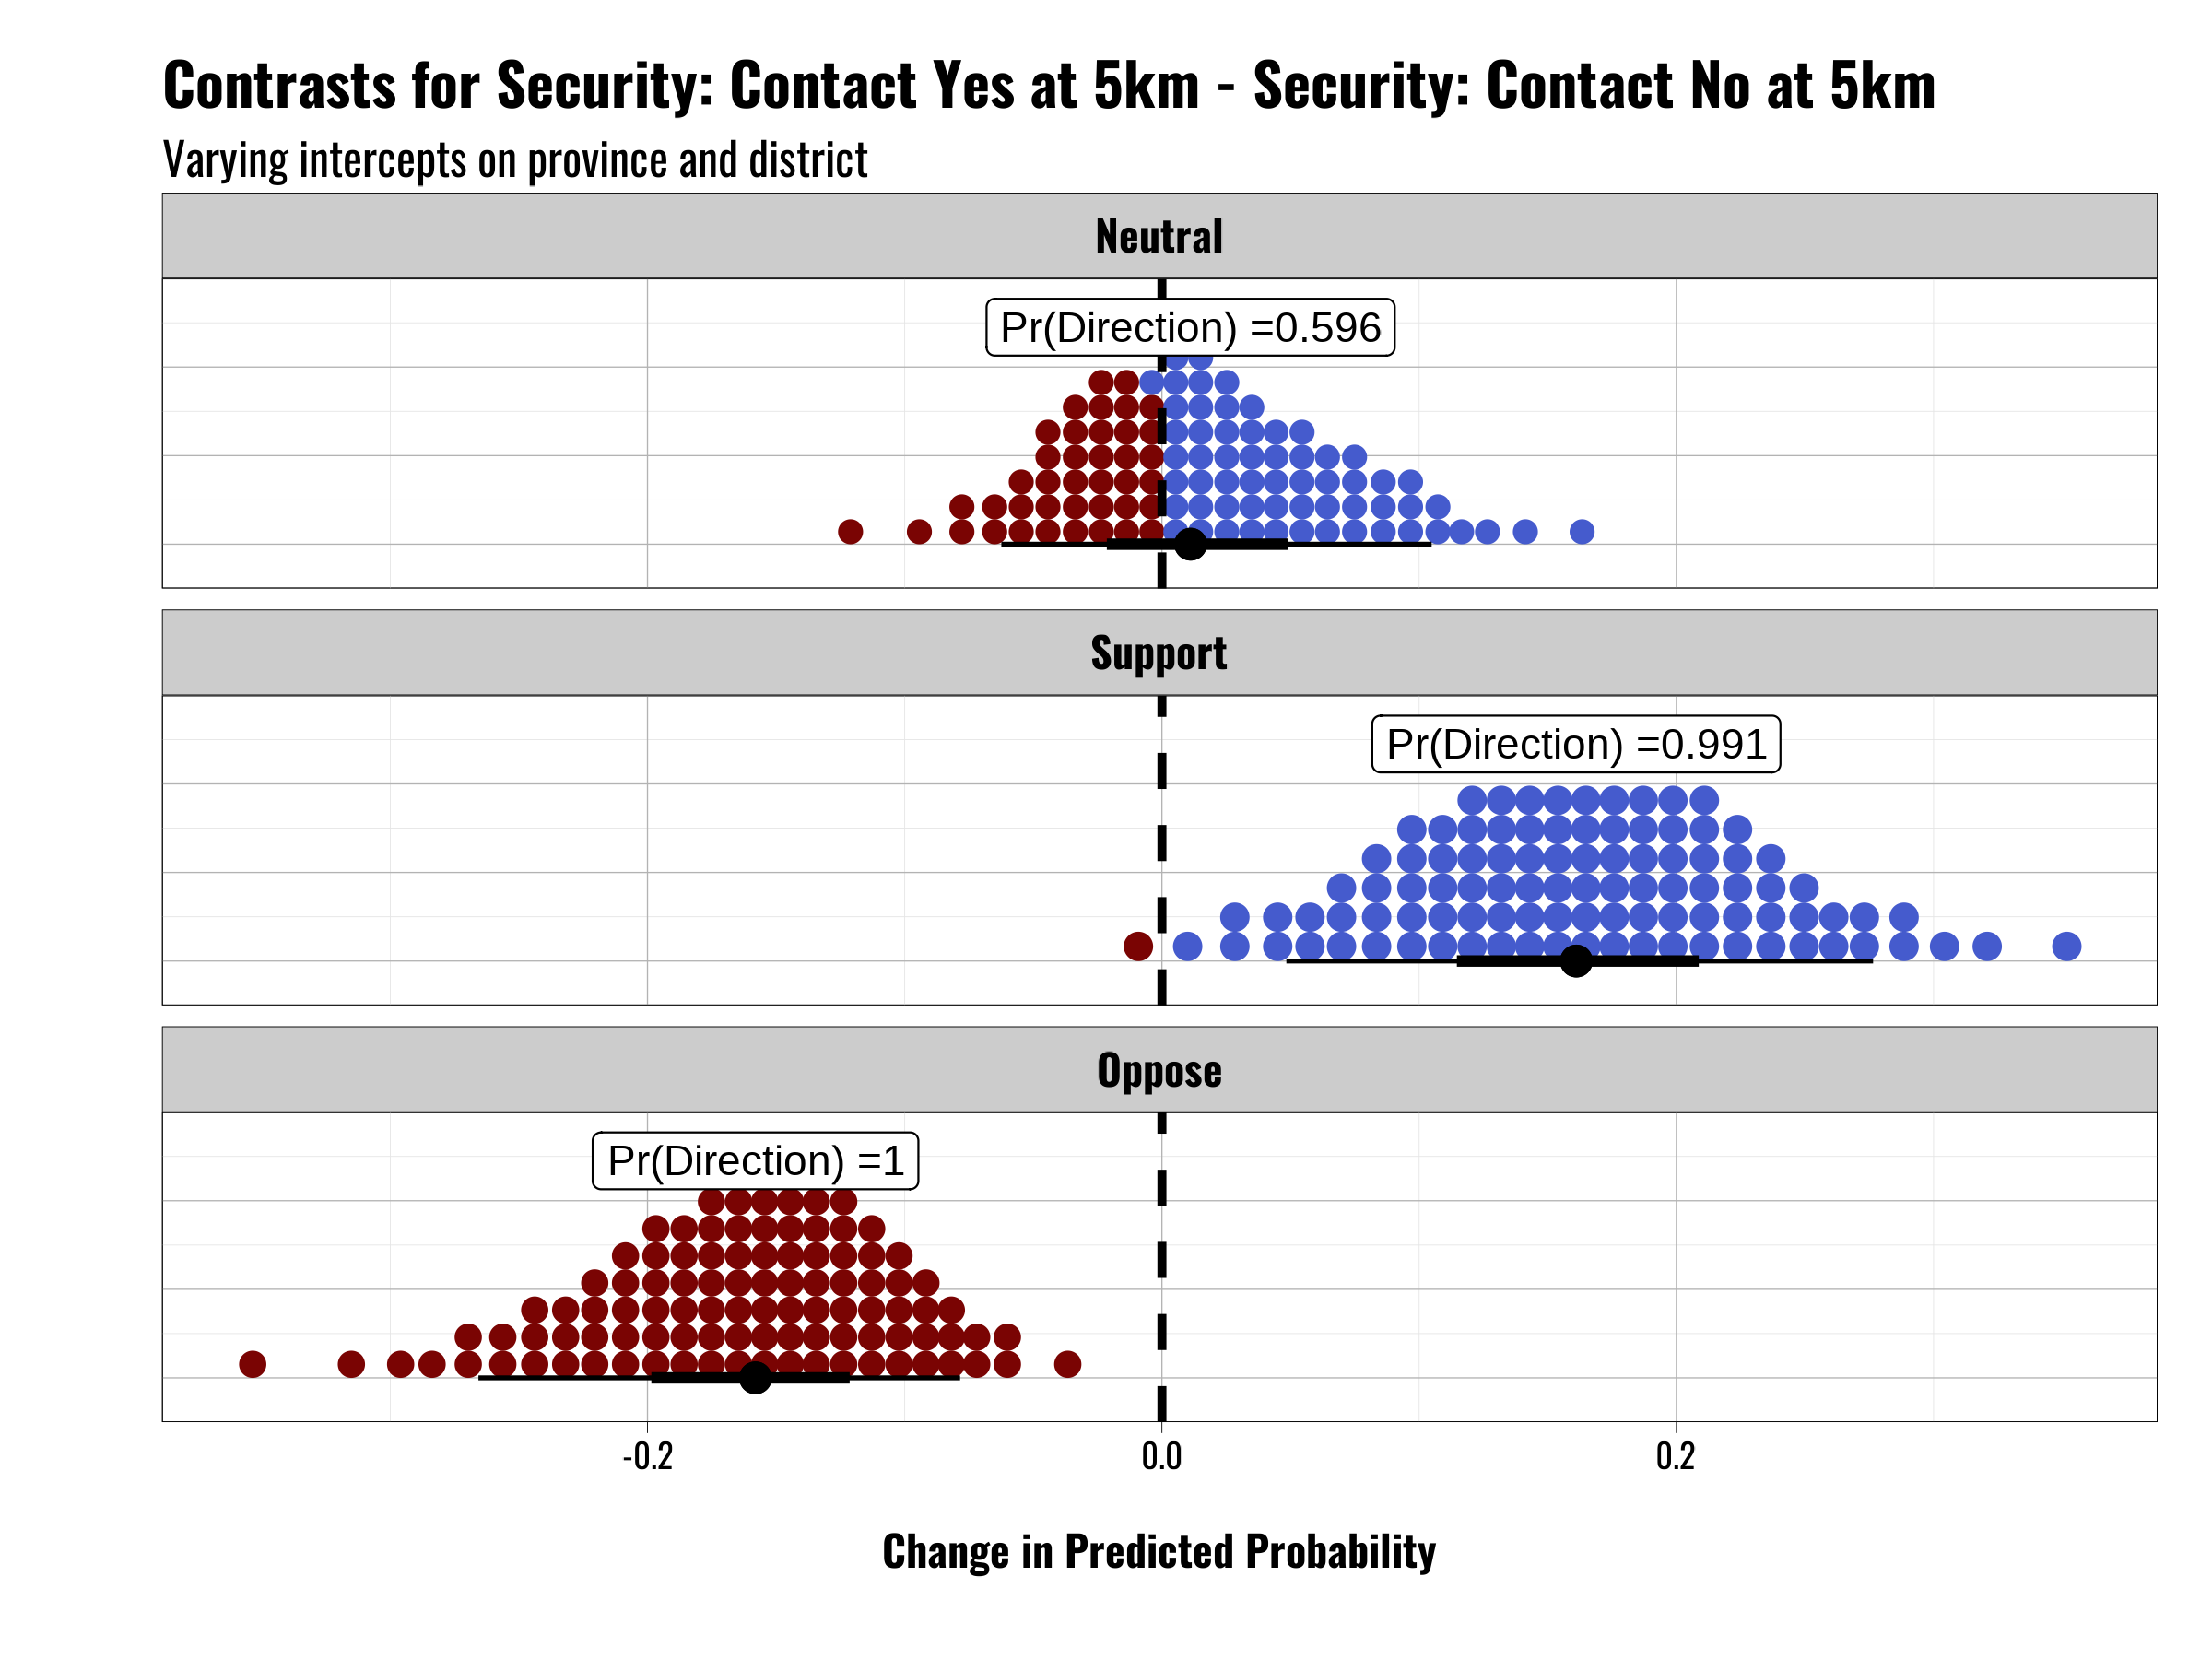 Contrasts for Security: Contact Yes at 5km - Security: Contact No at 5km
Varying intercepts on province and district
Neutral
Pr(Direction) =0.596
Support
Pr(Direction) =0.991
Oppose
Pr(Direction) =1
-0.2 0.0 0.2
Change in Predicted Probability